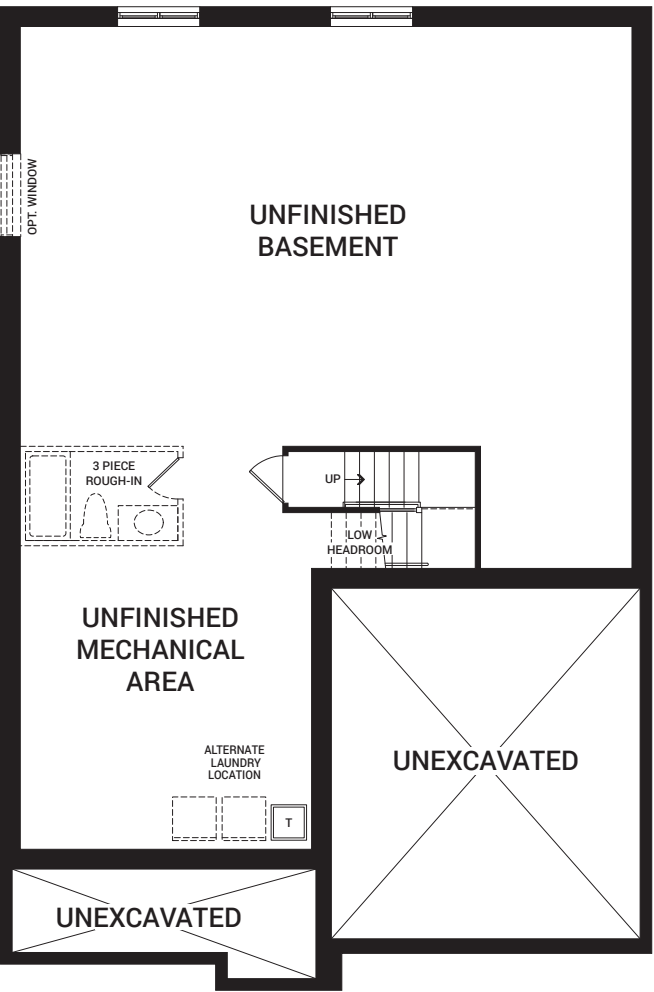 OPT. WINDOW
UNFINISHED
BASEMENT
3 PIECE
ROUGH-IN
UP
LOW
HEADROOM
UNFINISHED
MECHANICAL
AREA
ALTERNATE
LAUNDRY
LOCATION
T
UNEXCAVATED
UNEXCAVATED